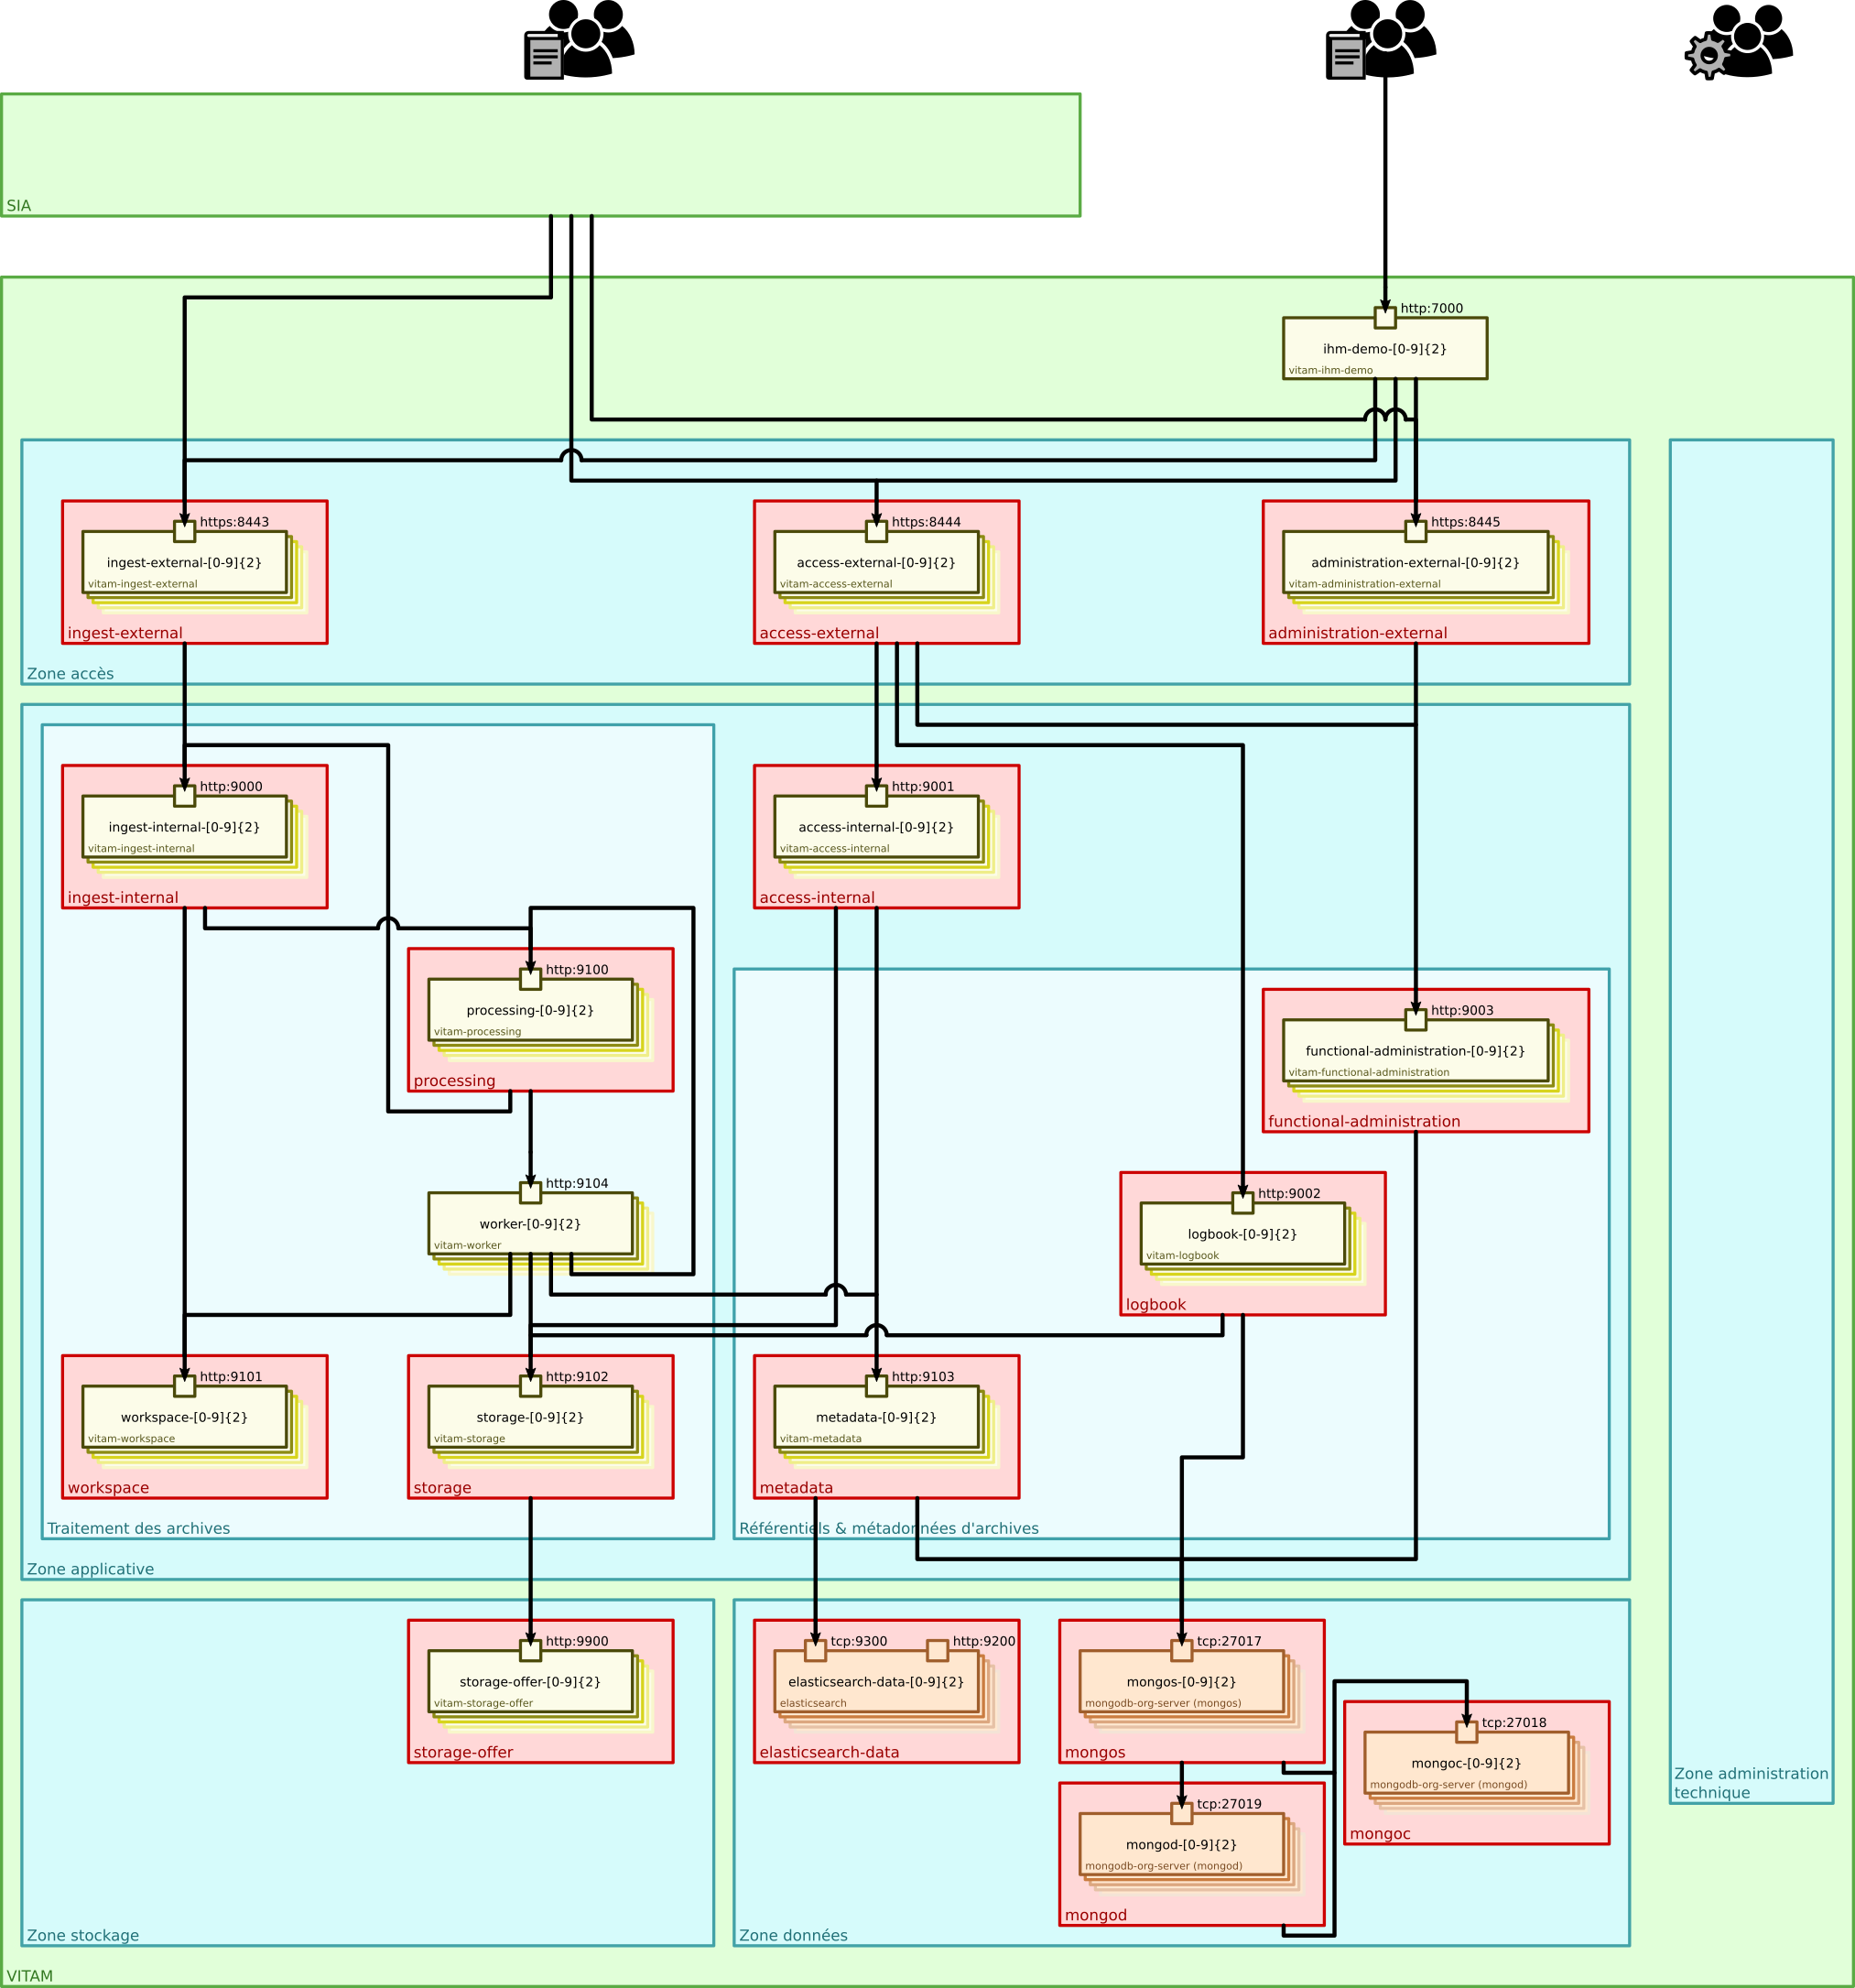 SIA
http:7000
ihm-demo-[0-9]{2}
vitam-ihm-demo
https:8443
ingest-external-[0-9]{2}
vitam-ingest-external
ingest-external
https:8444
access-external-[0-9]{2}
vitam-access-external
access-external
https:8445
administration-external-[0-9]{2}
vitam-administration-external
administration-external
Zone accès
http:9000
ingest-internal-[0-9]{2}
vitam-ingest-internal
ingest-internal
http:9001
access-internal-[0-9]{2}
vitam-access-internal
access-internal
http:9100
processing-[0-9]{2}
vitam-processing
processing
http:9003
functional-administration-[0-9]{2}
vitam-functional-administration
functional-administration
http:9104
worker-[0-9]{2}
vitam-worker
http:9002
logbook-[0-9]{2}
vitam-logbook
logbook
http:9101
workspace-[0-9]{2}
vitam-workspace
workspace
http:9102
storage-[0-9]{2}
vitam-storage
storage
http:9103
metadata-[0-9]{2}
vitam-metadata
metadata
Traitement des archives
Référentiels & métadonnées d'archives
Zone applicative
http:9900
storage-offer-[0-9]{2}
vitam-storage-offer
storage-offer
tcp:9300
http:9200
elasticsearch-data-[0-9]{2}
elasticsearch
elasticsearch-data
tcp:27017
mongos-[0-9]{2}
mongodb-org-server (mongos)
mongos
tcp:27018
mongoc-[0-9]{2}
mongodb-org-server (mongod)
mongoc
tcp:27019
mongod-[0-9]{2}
mongodb-org-server (mongod)
mongod
Zone administration
technique
Zone stockage
Zone données
VITAM